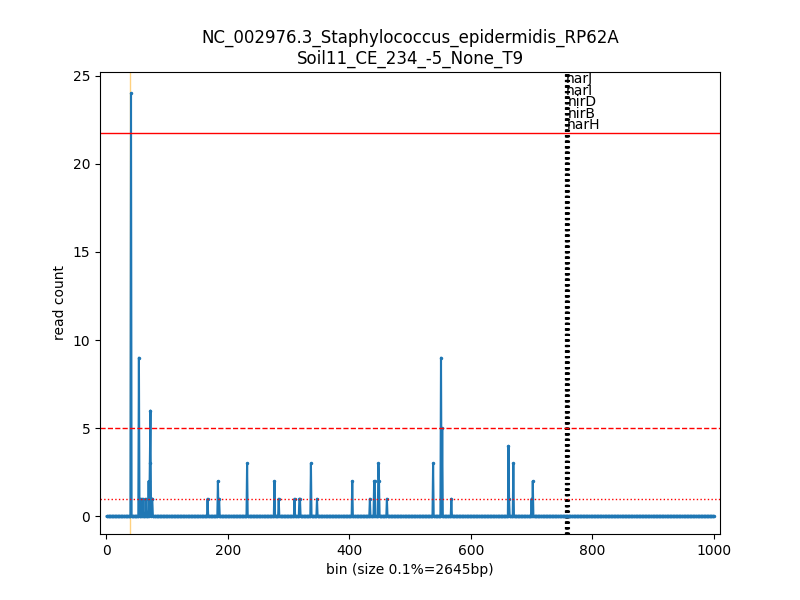 NC_002976.3_Staphylococcus_epidermidis_RP62A
Soil11_CE_234_-5_None_T9
25
20
15
10
5
0
read count
narJ
narI
nirD
nirB
narH
0
200
400
600
800
1000
bin (size 0.1%=2645bp)